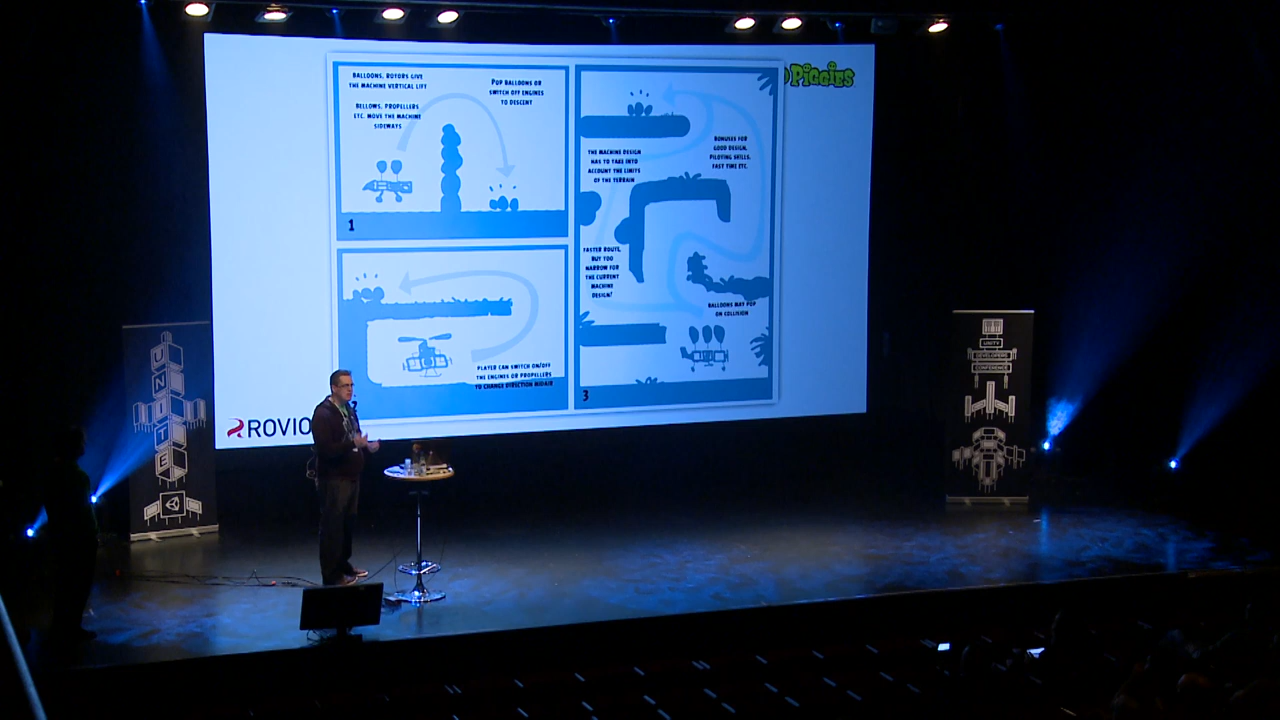 PIGGIES
BALLOONS, ROTORS GIVE
THE MACHINE VERTICAL LIFT
BELLOWS, PROPELLERS
ETC. MOVE THE MACHINE
SIDEWAYS
POP BALLOONS OR
SWITCH OFF ENGINES
TO DESCENT
1
PLAYER CAN SWITCH ON/OFF
THE ENGINES OR PROPELLERS
TO CHANGE DIRECTION MIDAIR
THE MACHINE DESIGN
HAS TO TAKE INTO
ACCOUNT THE LIMITS
OF THE TERRAIN
BONUSES FOR
GOOD DESIGN,
PILOTING SKILLS,
FAST TIME ETC.
FASTER ROUTE,
BUT TOO
NARROW FOR
THE CURRENT
MACHINE
DESIGN!
BALLOONS MAY POP
ON COLLISION
3
ROVIO
UNITE
UNITY
DEVELOPERS
CONFERENCE